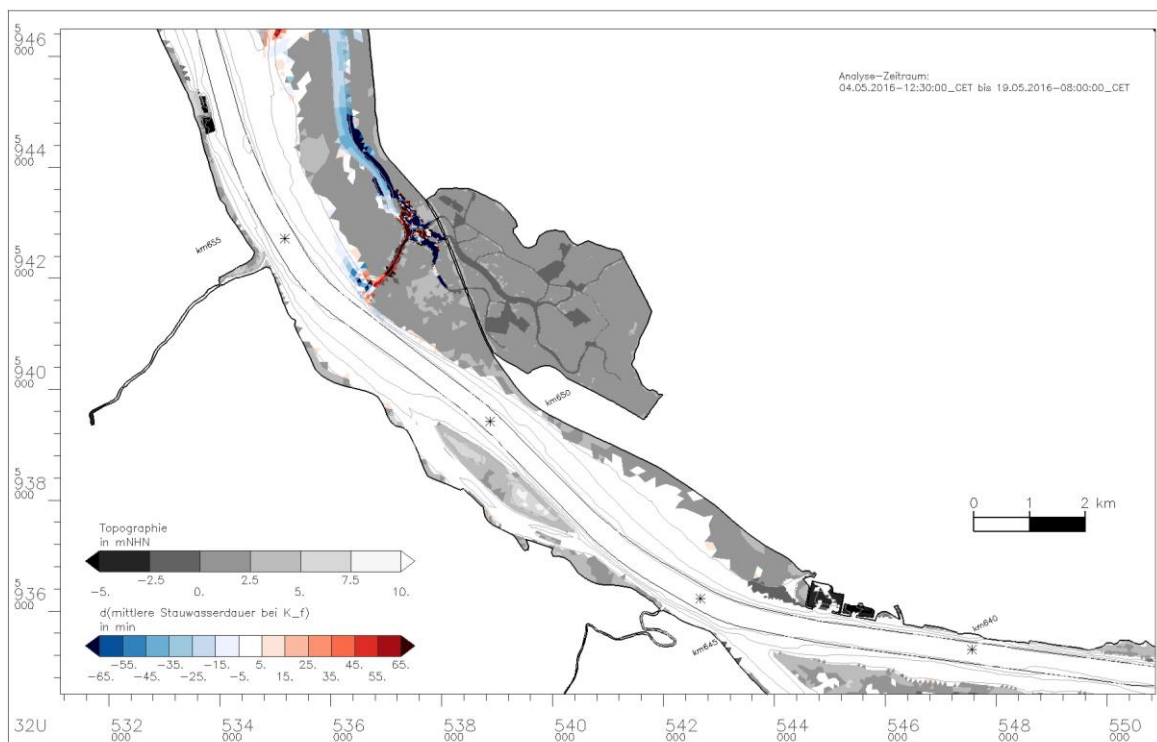 5
946
000
Analyse-Zeitraum:
04.05.2016-12:30:00_CET bis 19.05.2016-08:00:00_CET
5
944
000
km655
5
942
000
5
940
000
km650
5
938
000
0 1 2 km
Topographie
in mNHN
-2.5 2.5 7.5
-5. 0. 5. 10.
5
936
000
d(mittlere Stauwasserdauer bei K_f)
in min
km640
km645
-55. -35. -15. 5. 25. 45. 65.
-65. -45. -25. -5. 15. 35. 55.
32U 532 534 536 538 540 542 544 546 548 550
000 000 000 000 000 000 000 000 000 000